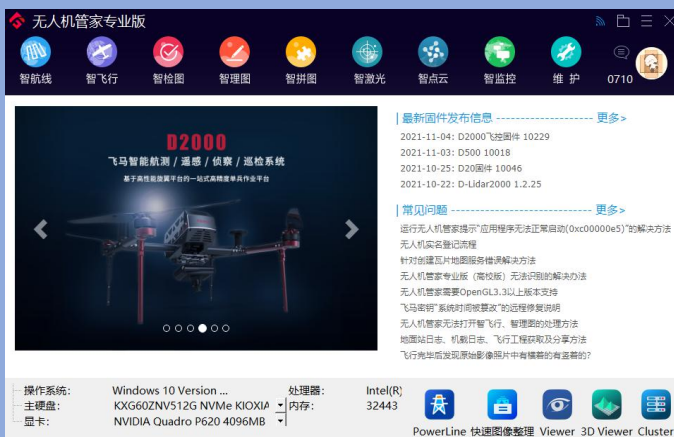 无人机管家专业版
智航线 智飞行 智检图 智理图 智拼图 智激光 智点云 智监控 维 护 0710
D2000
飞马智能航测 / 遥感 / 侦察 / 巡检系统
基于高性能旋翼平台的一站式高精度单兵作业平台
最新固件发布信息 ------------------- 更多>
2021-11-04: D2000飞控固件 10229
2021-11-03: D500 10018
2021-10-25: D20固件 10046
2021-10-22: D-Lidar2000 1.2.25
常见问题 ---------------------------- 更多>
运行无人机管家提示"应用程序无法正常启动(0xc00000e5)"的解决方法
无人机实名登记流程
针对创建瓦片地图服务错误解决方法
无人机管家专业版（高校版）无法识别的解决办法
无人机管家需要OpenGL3.3以上版本支持
飞马密钥"系统时间被篡改"的远程修复说明
无人机管家无法打开智飞行、智理图的处理方法
地面站日志、机载日志、飞行工程获取及分享方法
飞行完毕后发现原始影像照片中有横着的有竖着的?
操作系统: Windows 10 Version ... 处理器: Intel(R)
主硬盘: KXG60ZNV512G NVMe KIOXIA 内存: 32443
显卡: NVIDIA Quadro P620 4096MB
PowerLine 快速图像整理 Viewer 3D Viewer Cluster